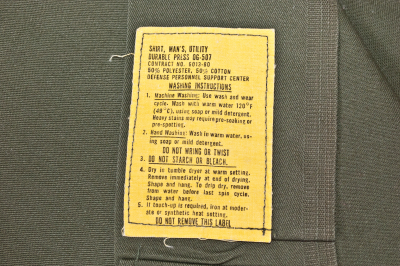 SHIRT, MAN'S, UTILITY
DURABLE PRESS OG-507
CONTRACT NO. 6013-80
50% POLYESTER, 50% COTTON
DEFENSE PERSONNEL SUPPORT CENTER
WASHING INSTRUCTIONS
1. Machine Washing: Use wash and wear
cycle. Wash with warm water 120°F
(49°C), using soap or mild detergent.
Heavy stains may require pre-soaking or
pre-spotting.
2. Hand Washing: Wash in warm water, us-
ing soap or mild detergent.
DO NOT WRING OR TWIST
3. DO NOT STARCH OR BLEACH.
4. Dry in tumble dryer at warm setting.
Remove immediately at end of drying.
Shape and hang. To drip dry, remove
from water before last spin cycle.
Shape and hang.
5. If touch-up is required, iron at moder-
ate or synthetic heat setting.
DO NOT REMOVE THIS LABEL